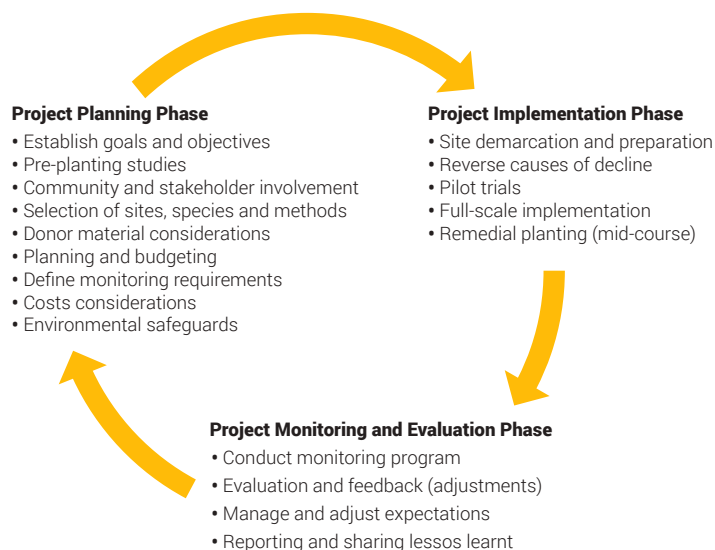 Project Planning Phase
• Establish goals and objectives
• Pre-planting studies
• Community and stakeholder involvement
• Selection of sites, species and methods
• Donor material considerations
• Planning and budgeting
• Define monitoring requirements
• Costs considerations
• Environmental safeguards
Project Implementation Phase
• Site demarcation and preparation
• Reverse causes of decline
• Pilot trials
• Full-scale implementation
• Remedial planting (mid-course)
Project Monitoring and Evaluation Phase
• Conduct monitoring program
• Evaluation and feedback (adjustments)
• Manage and adjust expectations
• Reporting and sharing lessos learnt